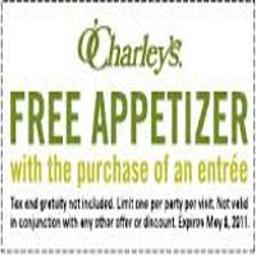 O'Charley's
FREE APPETIZER
with the purchase of an entrée
Tax and gratuity not included. Limit one per party per visit. Not valid
in conjunction with any other offer or discount. Expires May 8, 2011.